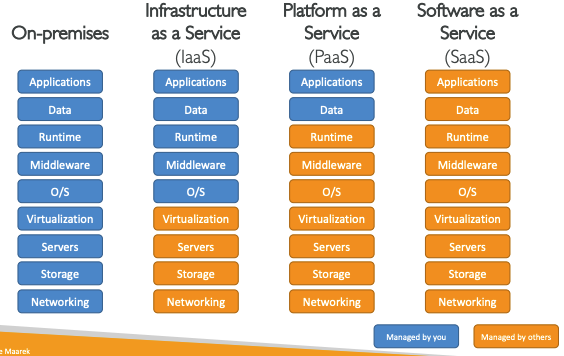 On-premises
Infrastructure
as a Service
(IaaS)
Platform as a
Service
(PaaS)
Software as a
Service
(SaaS)
Applications Applications Applications Applications
Data Data Data Data
Runtime Runtime Runtime Runtime
Middleware Middleware Middleware Middleware
O/S O/S O/S O/S
Virtualization Virtualization Virtualization Virtualization
Servers Servers Servers Servers
Storage Storage Storage Storage
Networking Networking Networking Networking
Managed by you Managed by others
Maarek